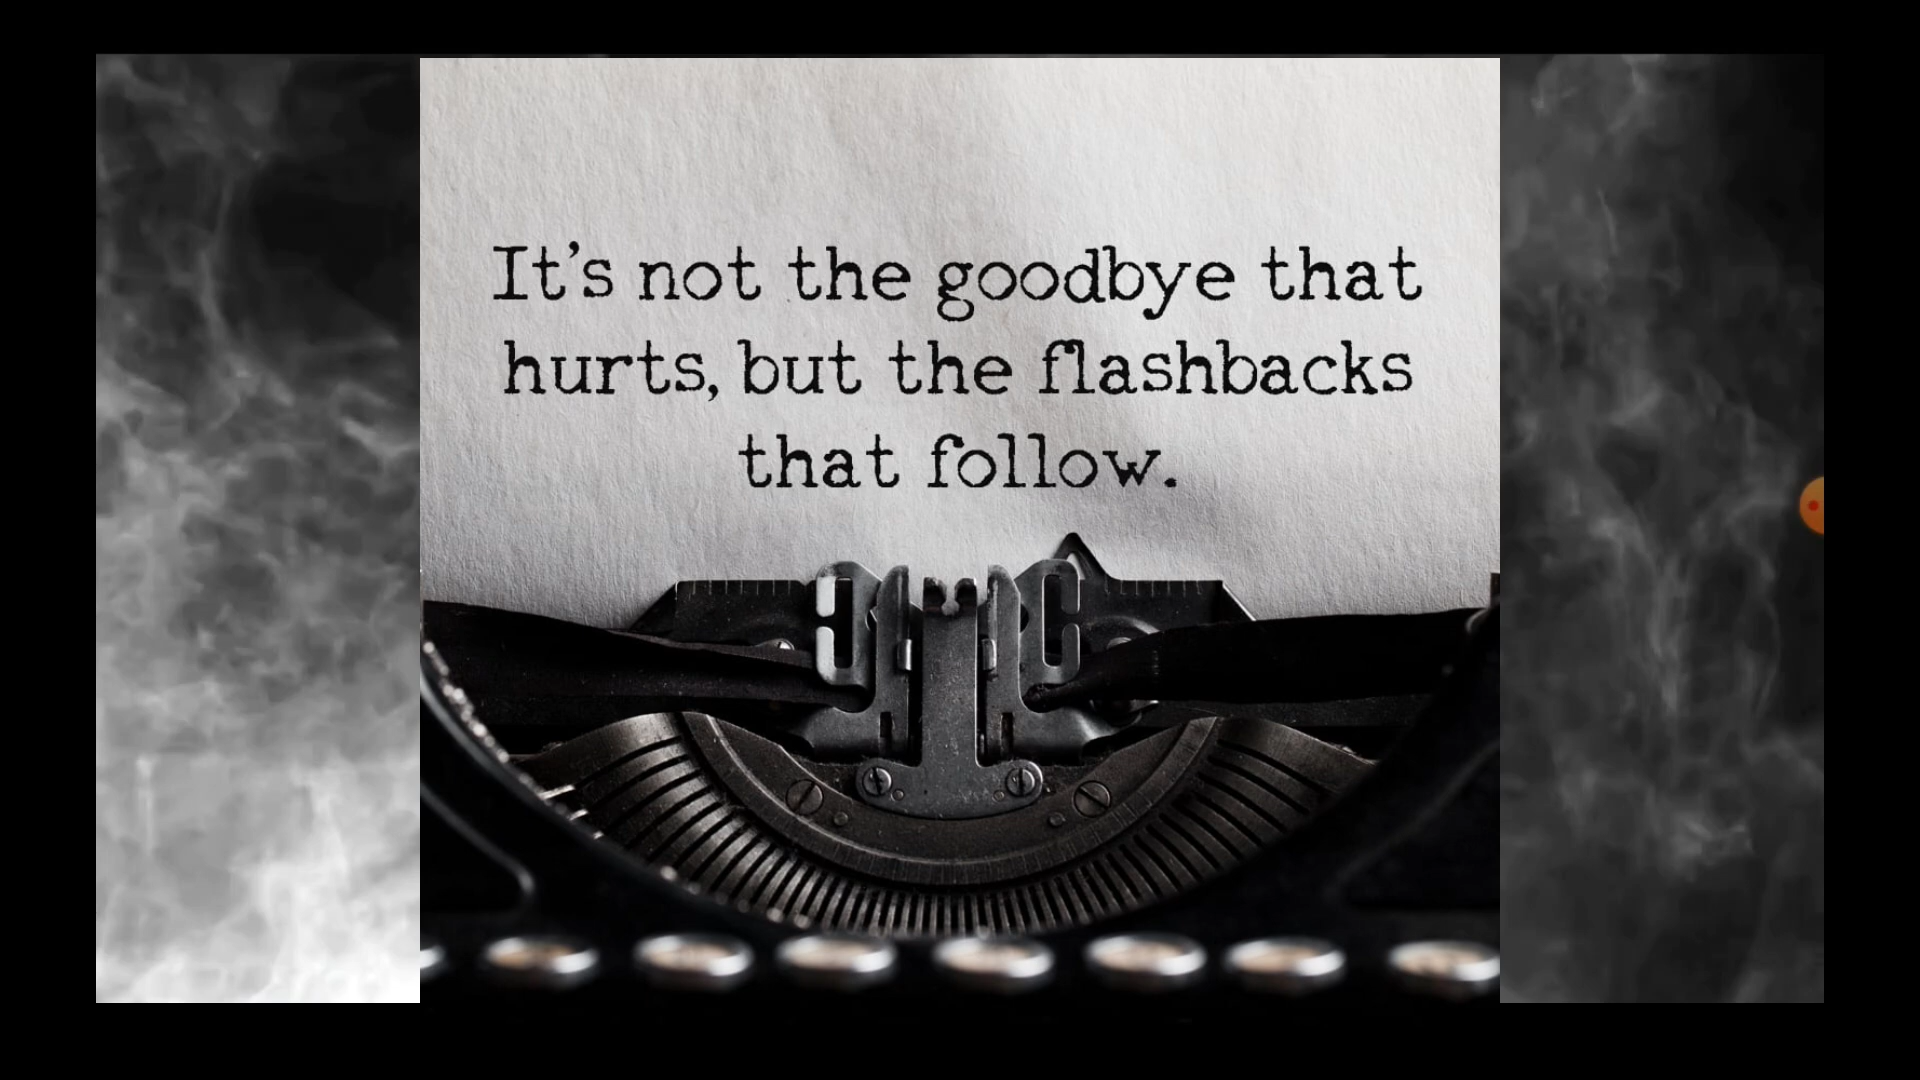 It's not the goodbye that
hurts, but the flashbacks
that follow.